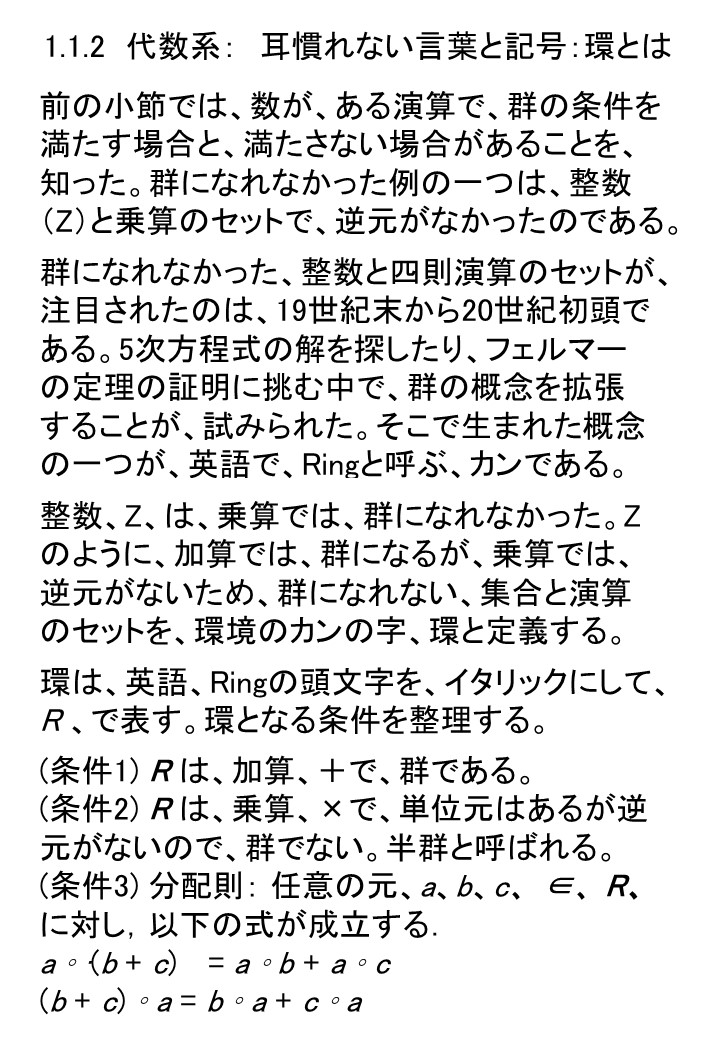 1.1.2　代数系：　耳慣れない言葉と記号：環とは
前の小節では、数が、ある演算で、群の条件を
満たす場合と、満たさない場合があることを、
知った。群になれなかった例の一つは、整数
（Z）と乗算のセットで、逆元がなかったのである。
群になれなかった、整数と四則演算のセットが、
注目されたのは、19世紀末から20世紀初頭で
ある。5次方程式の解を探したり、フェルマー
の定理の証明に挑む中で、群の概念を拡張
することが、試みられた。そこで生まれた概念
の一つが、英語で、Ringと呼ぶ、カンである。
整数、Z、は、乗算では、群になれなかった。Z
のように、加算では、群になるが、乗算では、
逆元がないため、群になれない、集合と演算
のセットを、環境のカンの字、環と定義する。
環は、英語、Ringの頭文字を、イタリックにして、
R 、で表す。環となる条件を整理する。
(条件1) R は、加算、＋で、群である。
(条件2) R は、乗算、×で、単位元はあるが逆
元がないので、群でない。半群と呼ばれる。
(条件3) 分配則： 任意の元、a、b、c、 ∈、R、
に対し，以下の式が成立する.
a◦(b + c) = a◦b + a◦c
(b + c)◦a = b◦a + c◦a